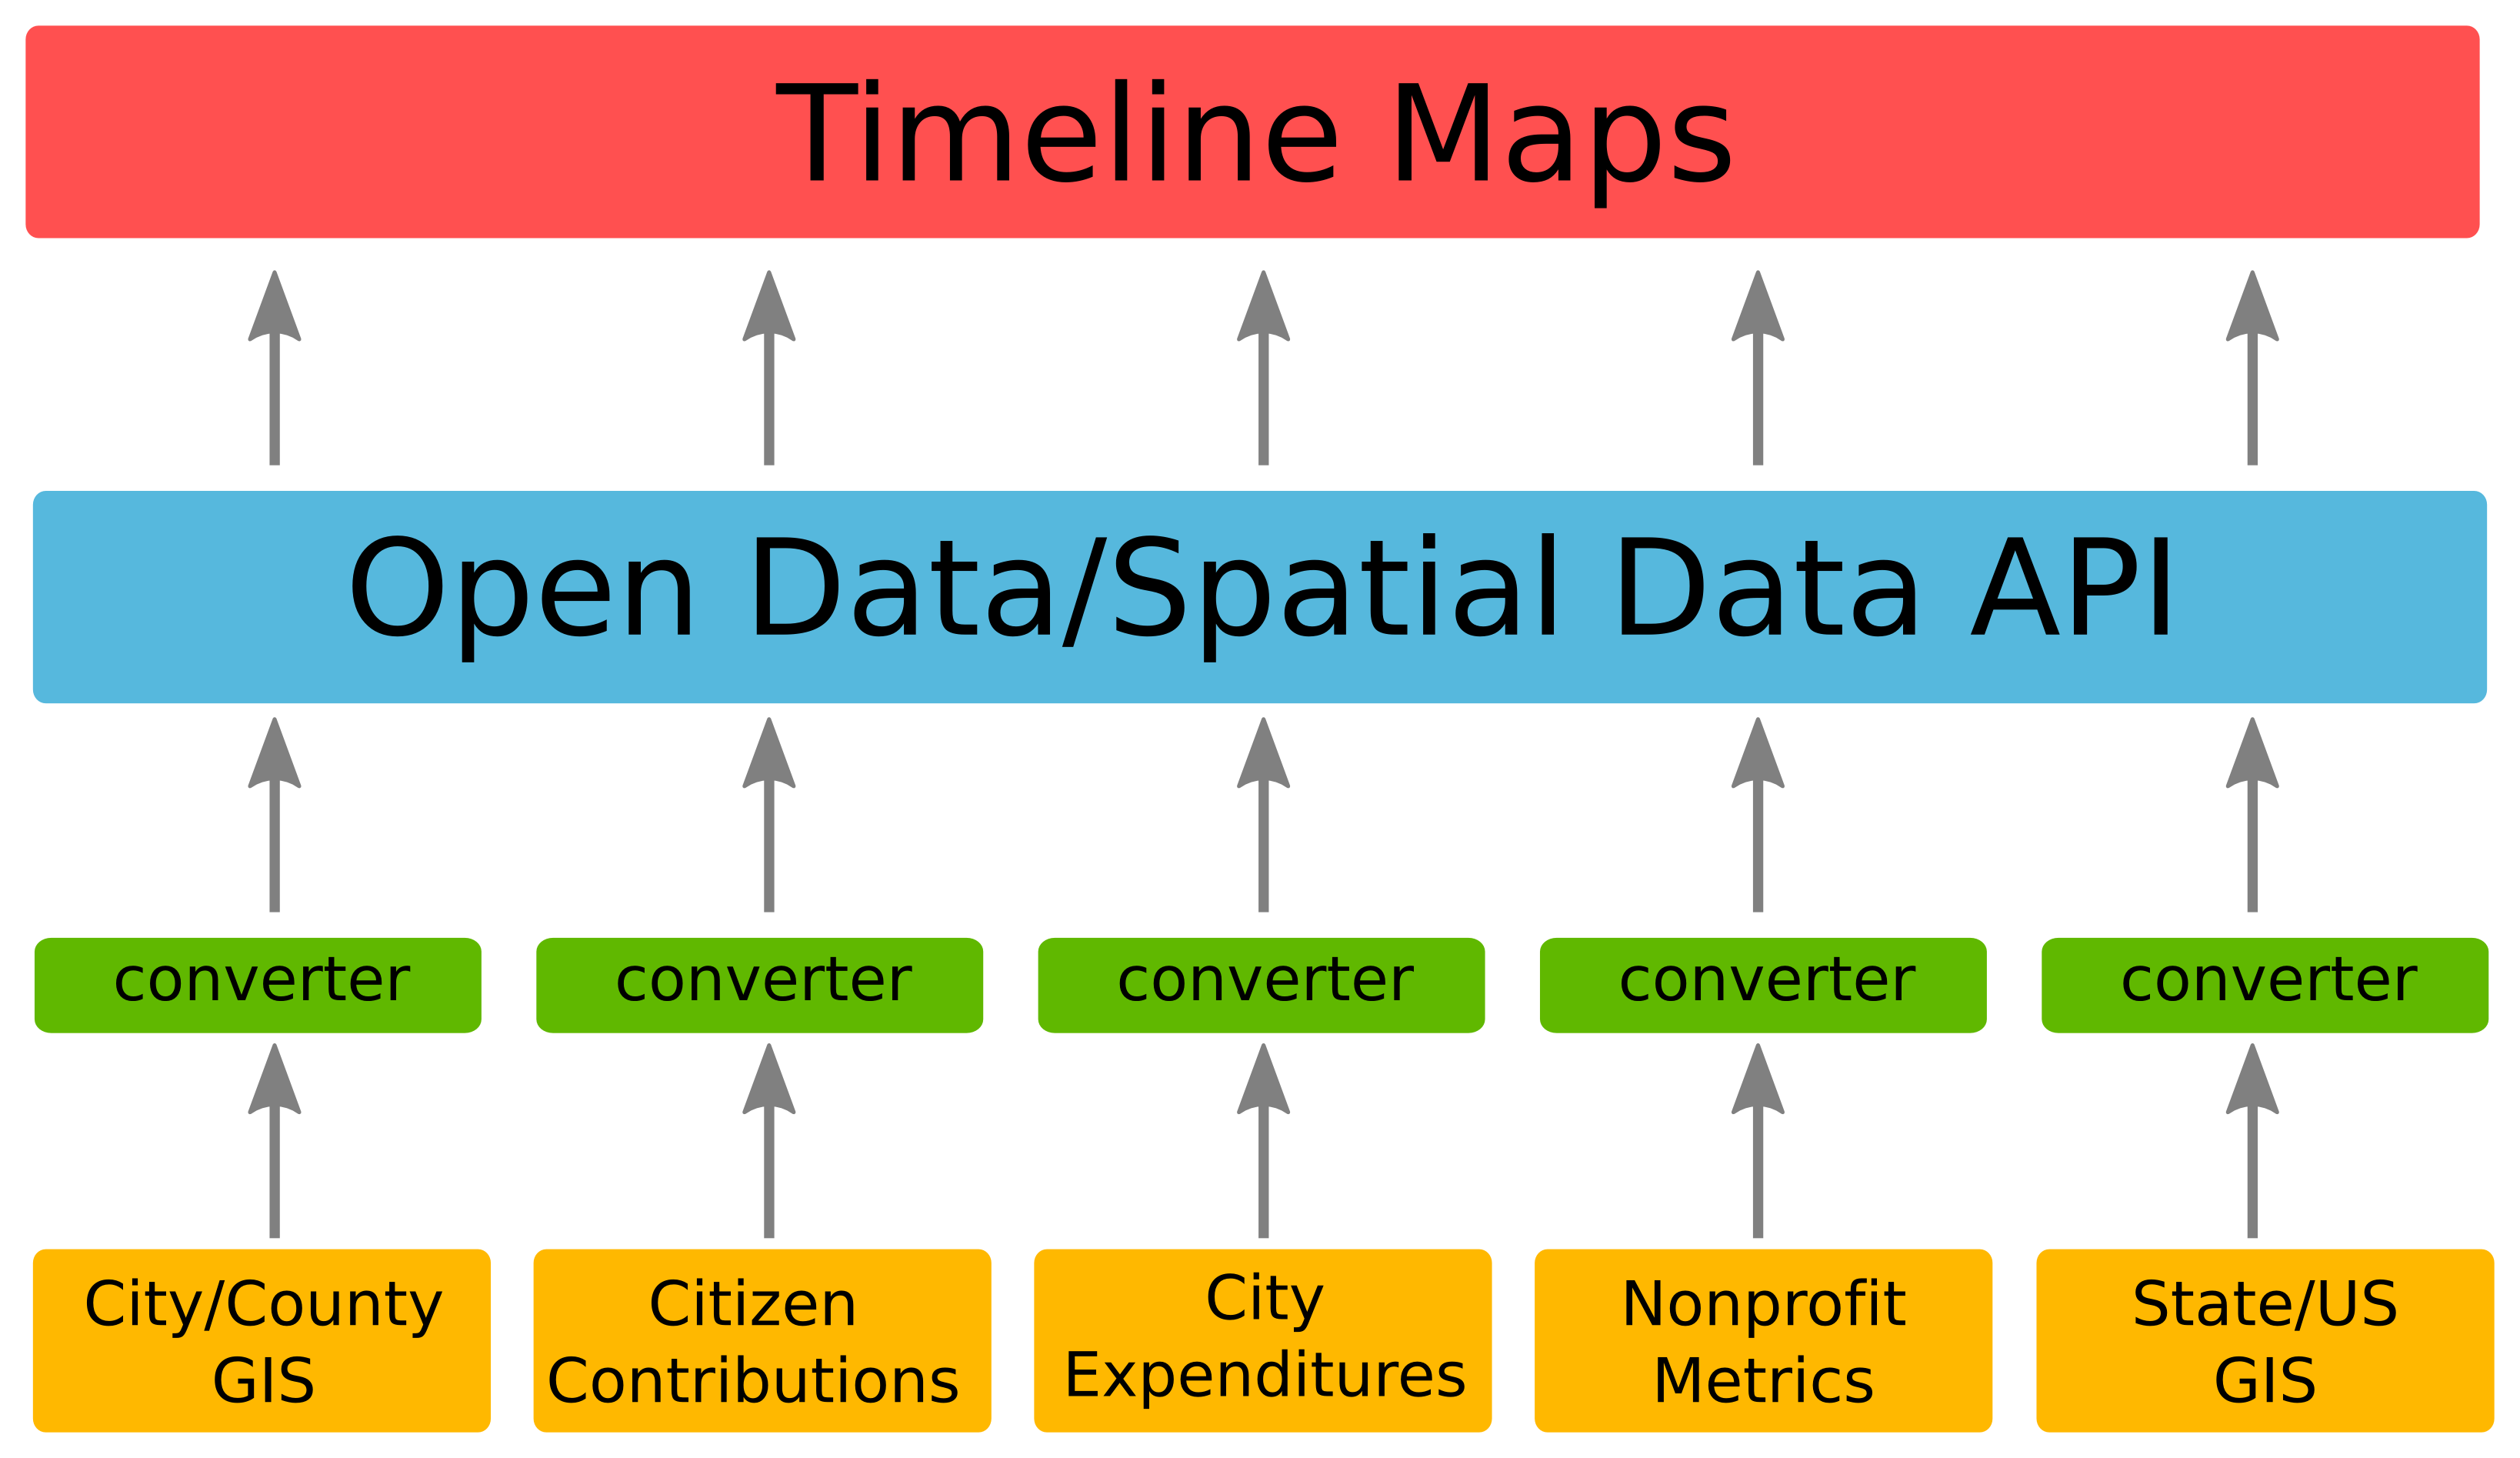 Timeline Maps
Open Data/Spatial Data API
converter
converter
converter
converter
converter
City/County
GIS
Citizen
Contributions
City
Expenditures
Nonprofit
Metrics
State/US
GIS